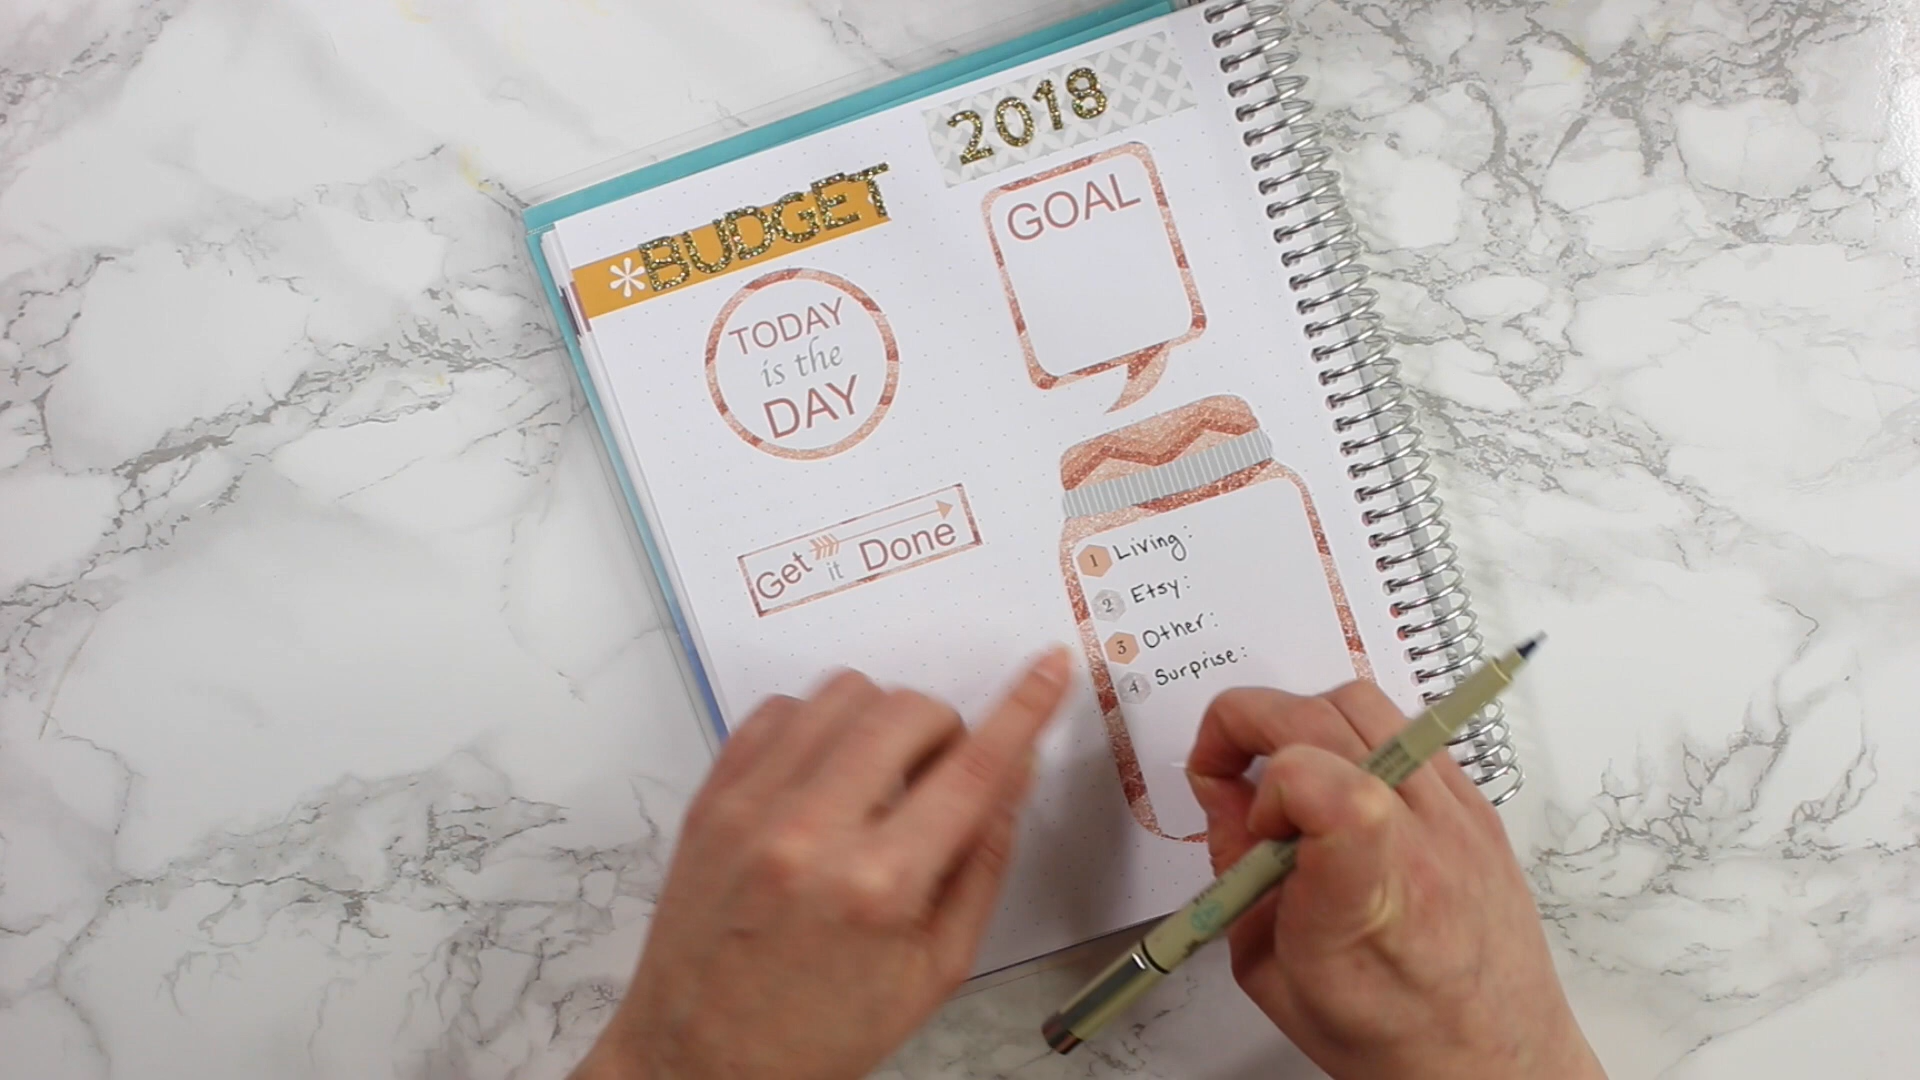 2018
*BUDGET
GOAL
TODAY
is the
DAY
Get it Done
1 Living:
2 Etsy:
3 Other:
4 Surprise: